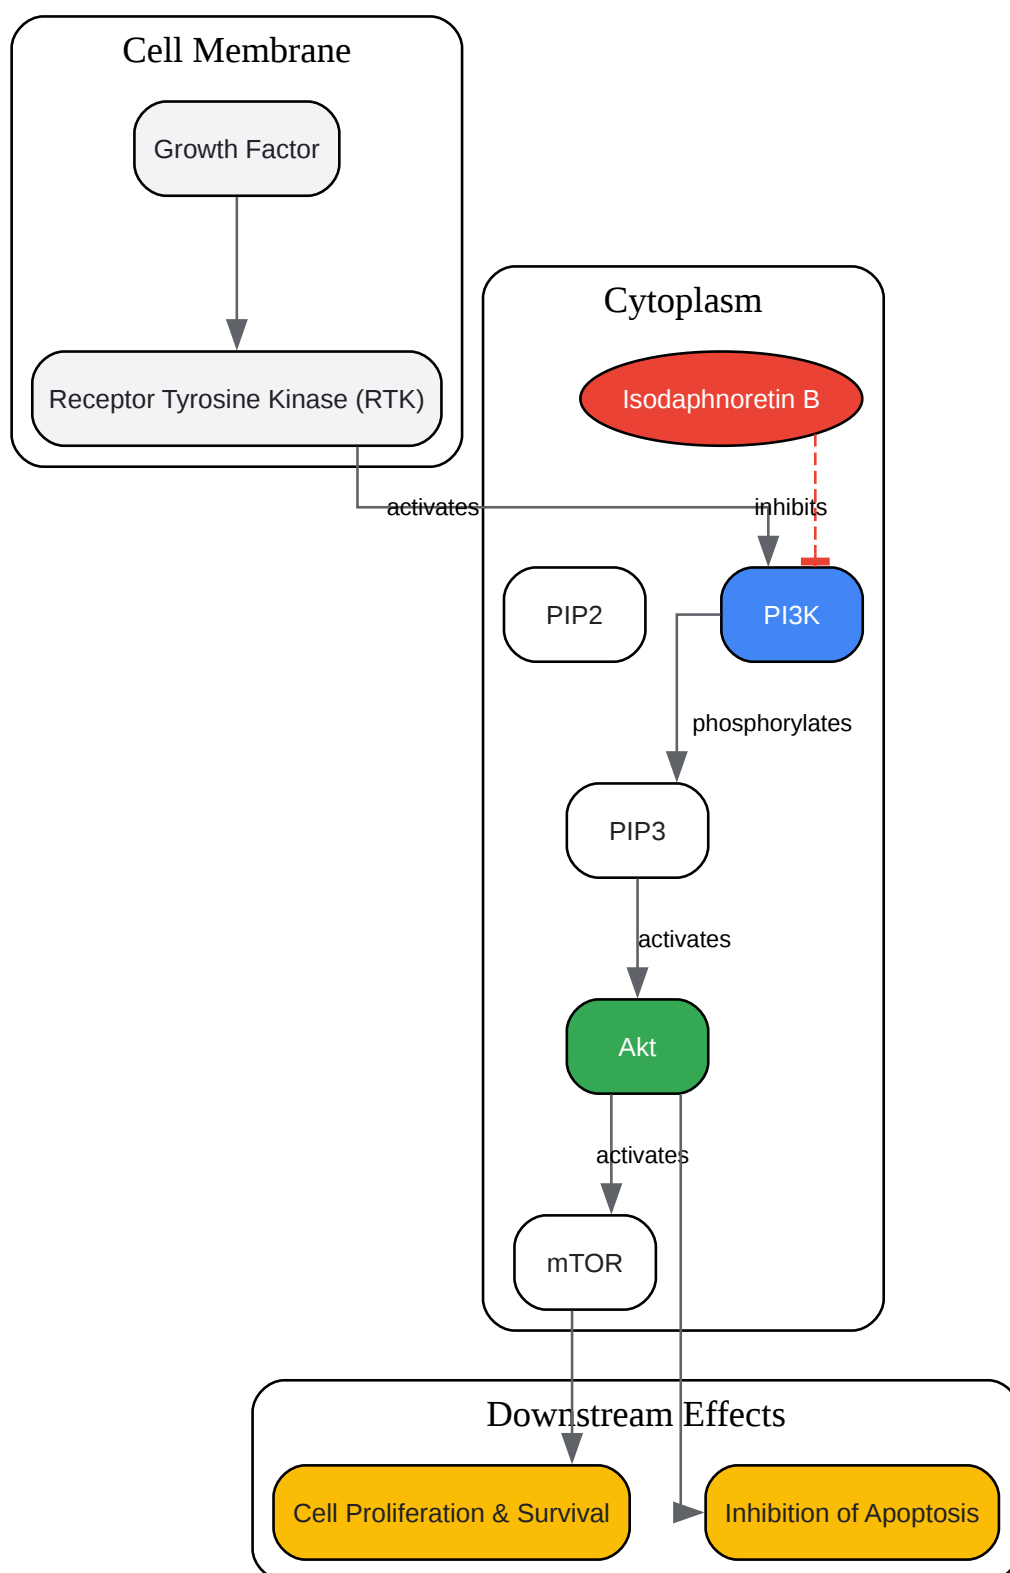 Cell Membrane
Growth Factor
Receptor Tyrosine Kinase (RTK)
Cytoplasm
Isodaphnoretin B
activates
inhibits
PIP2
PI3K
phosphorylates
PIP3
activates
Akt
activates
mTOR
Downstream Effects
Cell Proliferation & Survival
Inhibition of Apoptosis